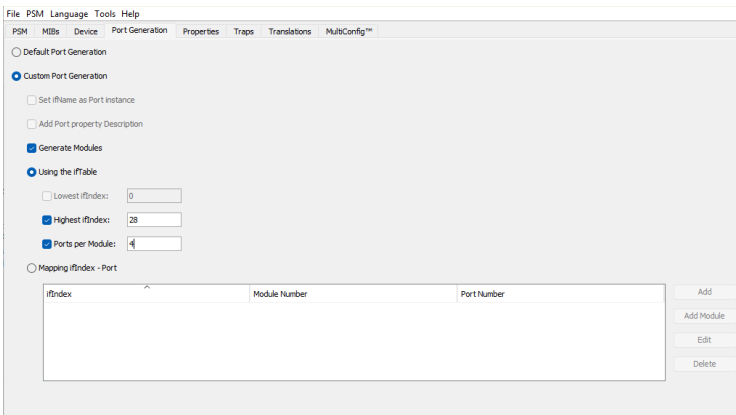 File PSM Language Tools Help
PSM MIBs Device Port Generation Properties Traps Translations MultiConfig™
Default Port Generation
Custom Port Generation
Set ifName as Port instance
Add Port property Description
Generate Modules
Using the ifTable
Lowest ifIndex: 0
Highest ifIndex: 28
Ports per Module: 4
Mapping ifIndex - Port
ifIndex Module Number Port Number
Add
Add Module
Edit
Delete